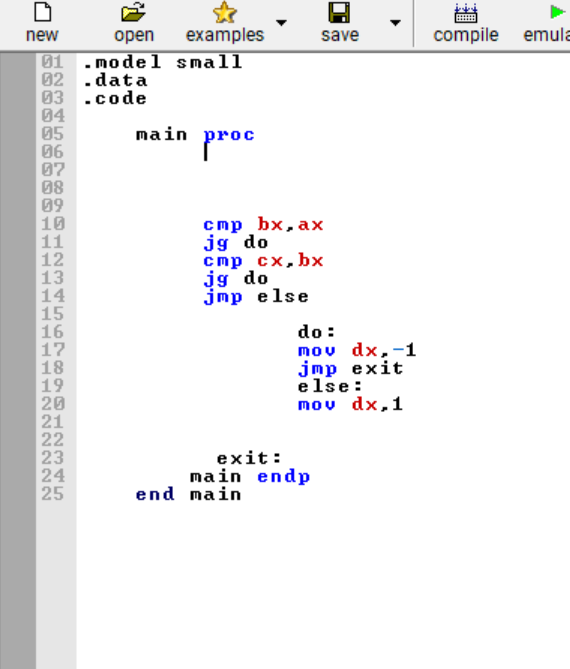 new open examples save compile emula
01 .model small
02 .data
03 .code
04
05 main proc
06
07
08
09
10 cmp bx,ax
11 jg do
12 cmp cx,bx
13 jg do
14 jmp else
15
16 do:
17 mov dx,-1
18 jmp exit
19 else:
20 mov dx,1
21
22
23 exit:
24 main endp
25 end main